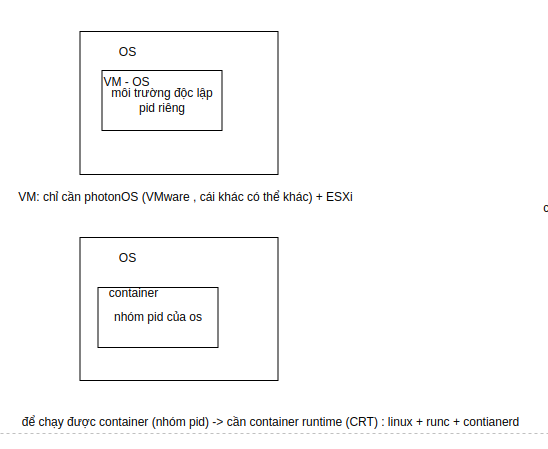 OS
VM - OS
môi trường độc lập
pid riêng
VM: chỉ cần photonOS (VMware , cái khác có thể khác) + ESXi
OS
container
nhóm pid của os
để chạy được container (nhóm pid) -> cần container runtime (CRT) : linux + runc + contianerd